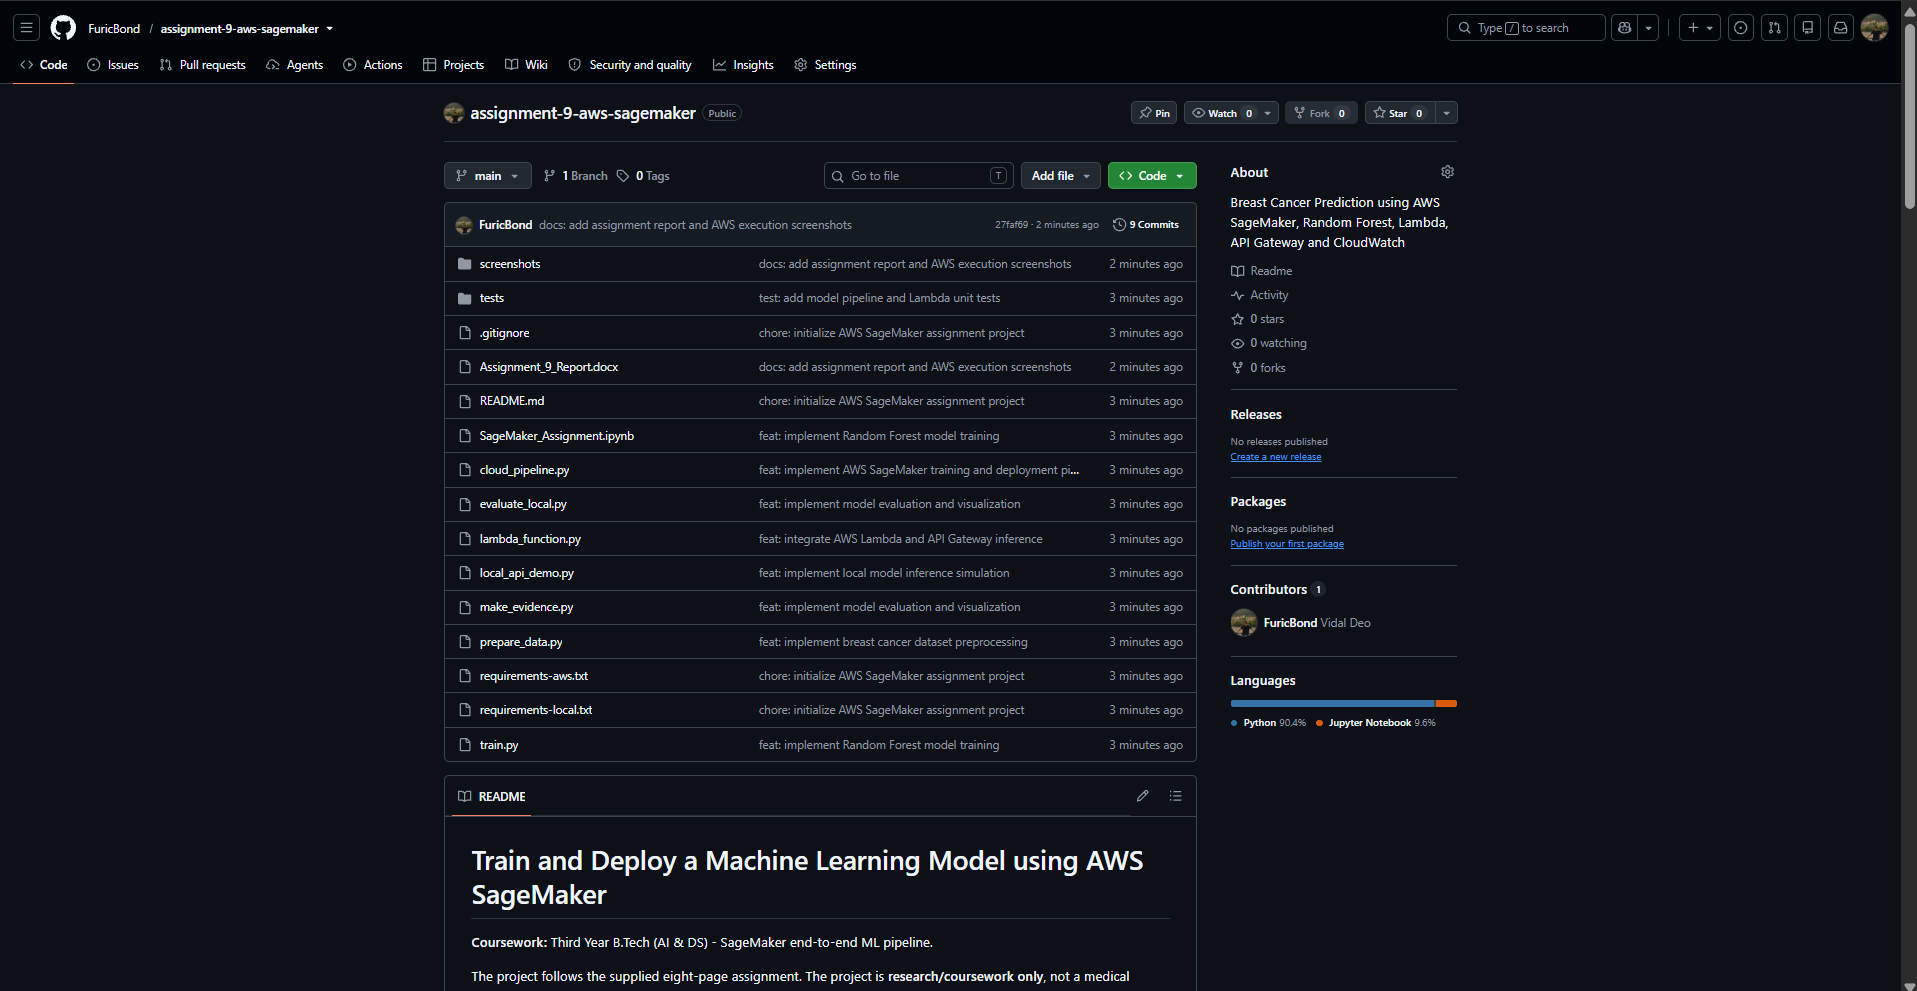 FuricBond / assignment-9-aws-sagemaker
Type / to search
Code Issues Pull requests Agents Actions Projects Wiki Security and quality Insights Settings
assignment-9-aws-sagemaker Public
Pin Watch 0 Fork 0 Star 0
main 1 Branch 0 Tags Go to file T Add file Code
FuricBond docs: add assignment report and AWS execution screenshots 27faf69 · 2 minutes ago 9 Commits
screenshots docs: add assignment report and AWS execution screenshots 2 minutes ago
tests test: add model pipeline and Lambda unit tests 3 minutes ago
.gitignore chore: initialize AWS SageMaker assignment project 3 minutes ago
Assignment_9_Report.docx docs: add assignment report and AWS execution screenshots 2 minutes ago
README.md chore: initialize AWS SageMaker assignment project 3 minutes ago
SageMaker_Assignment.ipynb feat: implement Random Forest model training 3 minutes ago
cloud_pipeline.py feat: implement AWS SageMaker training and deployment pi... 3 minutes ago
evaluate_local.py feat: implement model evaluation and visualization 3 minutes ago
lambda_function.py feat: integrate AWS Lambda and API Gateway inference 3 minutes ago
local_api_demo.py feat: implement local model inference simulation 3 minutes ago
make_evidence.py feat: implement model evaluation and visualization 3 minutes ago
prepare_data.py feat: implement breast cancer dataset preprocessing 3 minutes ago
requirements-aws.txt chore: initialize AWS SageMaker assignment project 3 minutes ago
requirements-local.txt chore: initialize AWS SageMaker assignment project 3 minutes ago
train.py feat: implement Random Forest model training 3 minutes ago
README
Train and Deploy a Machine Learning Model using AWS
SageMaker
Coursework: Third Year B.Tech (AI & DS) - SageMaker end-to-end ML pipeline.
The project follows the supplied eight-page assignment. The project is research/coursework only, not a medical
About
Breast Cancer Prediction using AWS
SageMaker, Random Forest, Lambda,
API Gateway and CloudWatch
Readme
Activity
0 stars
0 watching
0 forks
Releases
No releases published
Create a new release
Packages
No packages published
Publish your first package
Contributors 1
FuricBond Vidal Deo
Languages
Python 90.4% Jupyter Notebook 9.6%